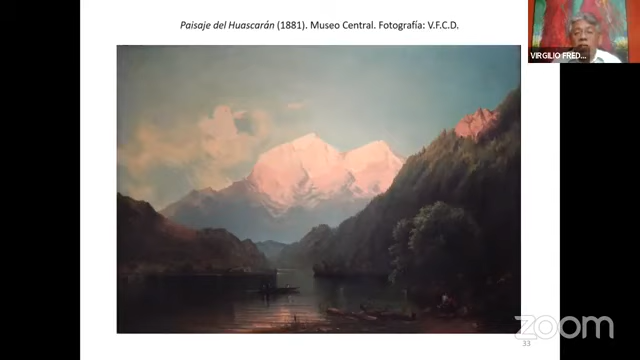 Paisaje del Huascarán (1881). Museo Central. Fotografía: V.F.C.D.
VIRGILIO FRED...
zoom
33